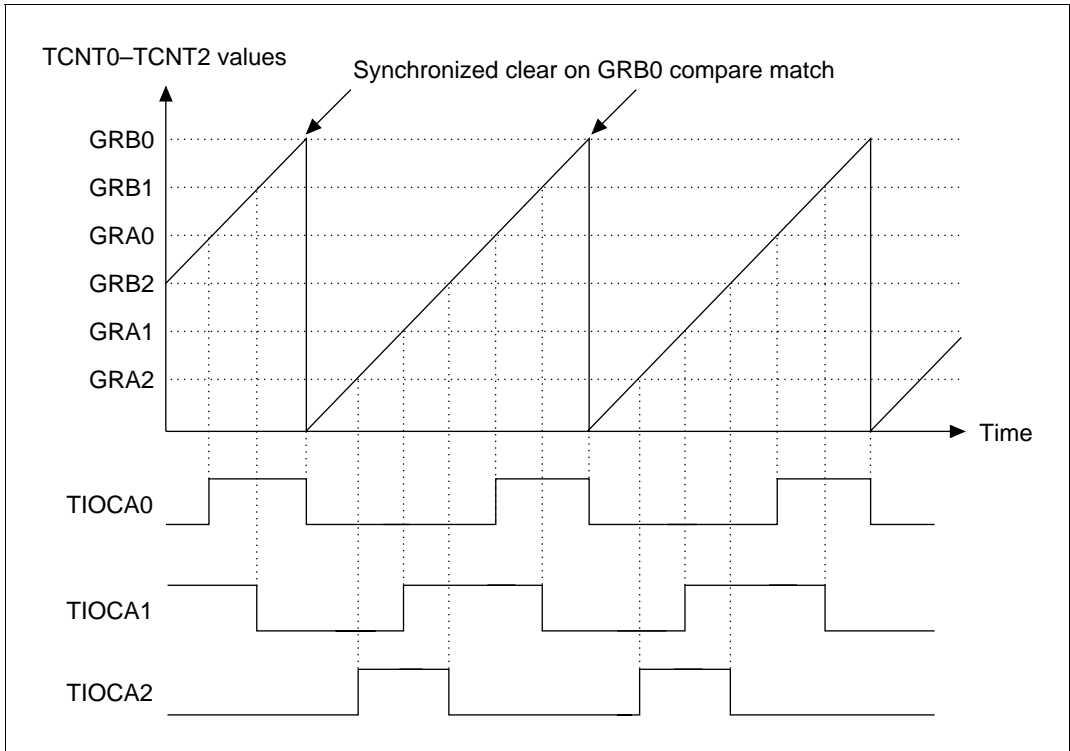 TCNT0–TCNT2 values
Synchronized clear on GRB0 compare match
GRB0
GRB1
GRA0
GRB2
GRA1
GRA2
Time
TIOCA0
TIOCA1
TIOCA2